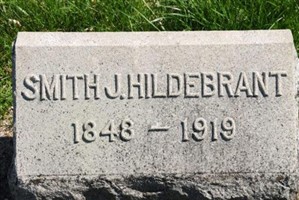 SMITH J. HILDEBRANT
1848 – 1919